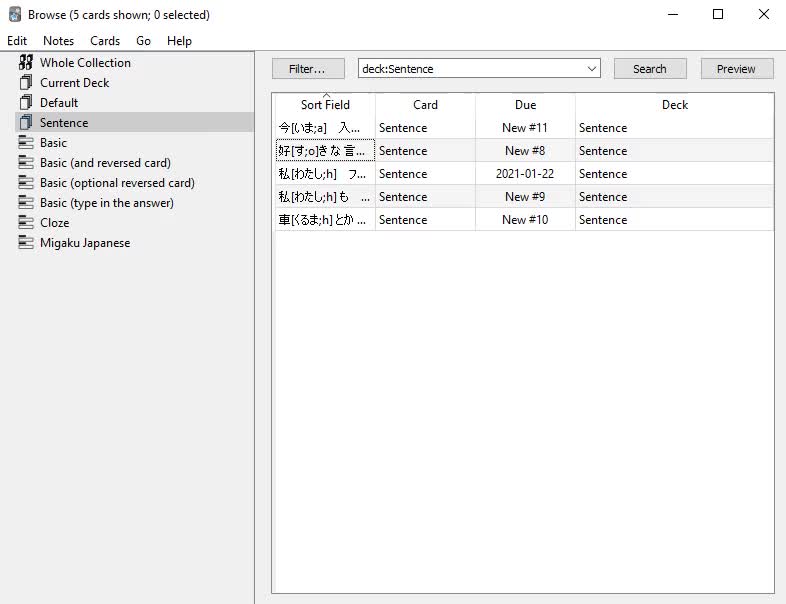 Browse (5 cards shown; 0 selected)
Edit Notes Cards Go Help
Whole Collection
Current Deck
Default
Sentence
Basic
Basic (and reversed card)
Basic (optional reversed card)
Basic (type in the answer)
Cloze
Migaku Japanese
Filter... deck:Sentence Search Preview
Sort Field Card Due Deck
今[いま;a] 入... Sentence New #11 Sentence
好[す;o]きな 言... Sentence New #8 Sentence
私[わたし;h] フ... Sentence 2021-01-22 Sentence
私[わたし;h]も ... Sentence New #9 Sentence
車[くるま;h]とか ... Sentence New #10 Sentence